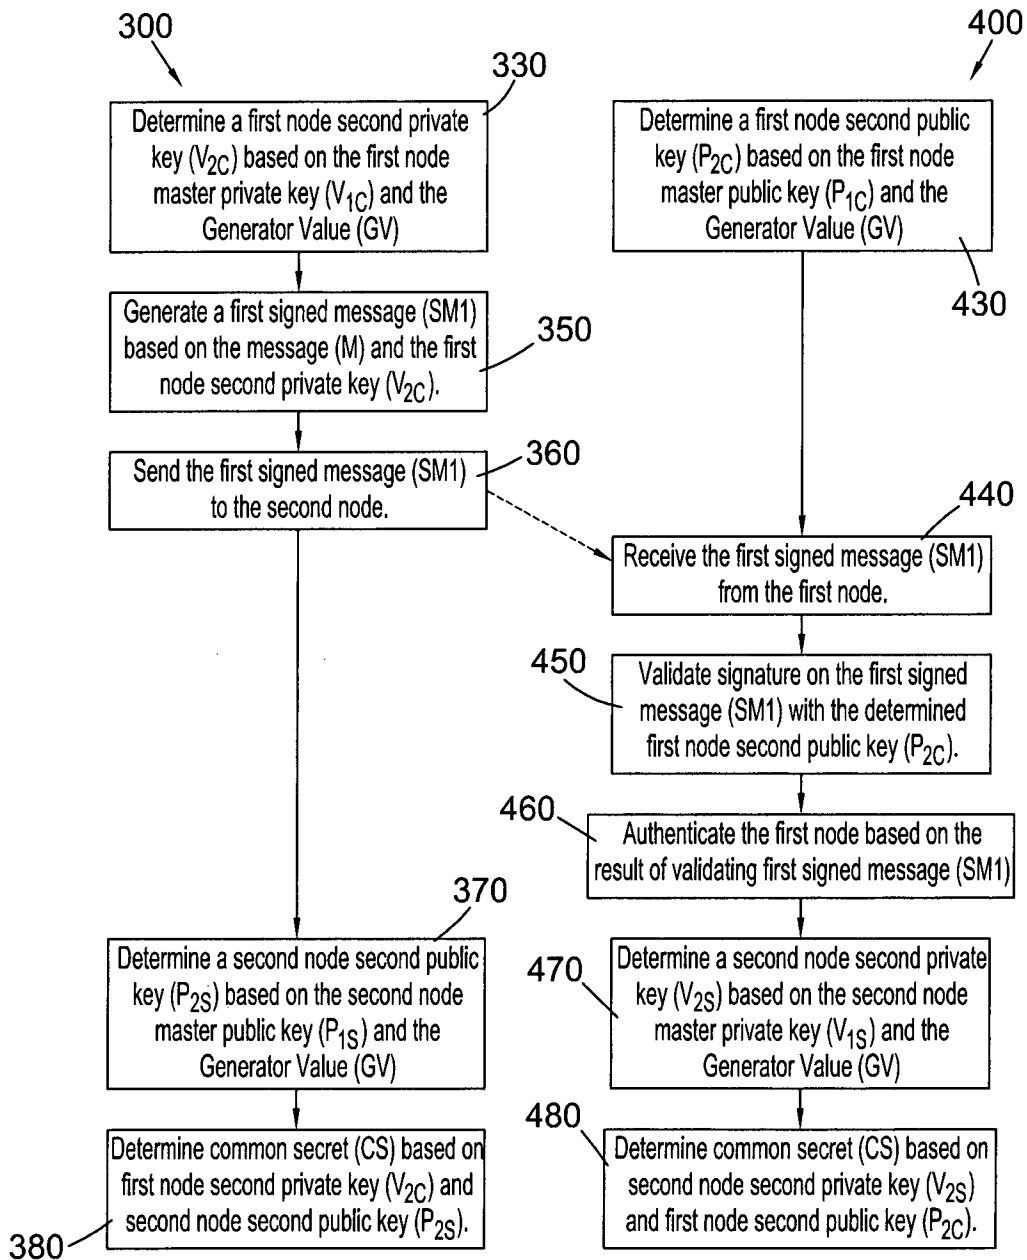 300
400
330
Determine a first node second private
key (V2C) based on the first node
master private key (V1C) and the
Generator Value (GV)
Determine a first node second public
key (P2C) based on the first node
master public key (P1C) and the
Generator Value (GV)
430
Generate a first signed message (SM1)
based on the message (M) and the first
node second private key (V2C).
350
Send the first signed message (SM1)
to the second node.
360
440
Receive the first signed message (SM1)
from the first node.
450
Validate signature on the first signed
message (SM1) with the determined
first node second public key (P2C).
460
Authenticate the first node based on the
result of validating first signed message (SM1)
370
Determine a second node second public
key (P2S) based on the second node
master public key (P1S) and the
Generator Value (GV)
470
Determine a second node second private
key (V2S) based on the second node
master private key (V1S) and the
Generator Value (GV)
Determine common secret (CS) based on
first node second private key (V2C) and
second node second public key (P2S).
380
480
Determine common secret (CS) based on
second node second private key (V2S)
and first node second public key (P2C).